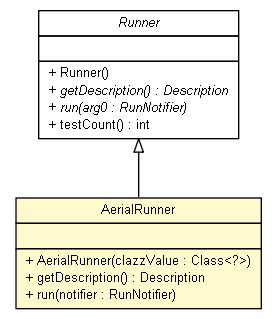 Runner
+ Runner()
+ getDescription() : Description
+ run(arg0 : RunNotifier)
+ testCount() : int
AerialRunner
+ AerialRunner(clazzValue : Class<?>)
+ getDescription() : Description
+ run(notifier : RunNotifier)